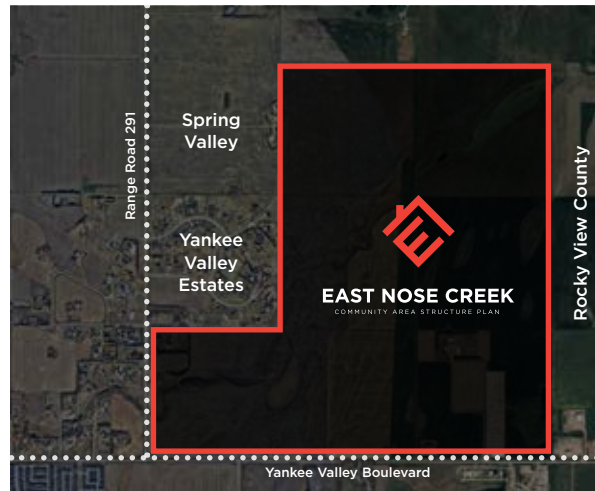 Spring
Valley
Range Road 291
Yankee
Valley
Estates
Rocky View County
EAST NOSE CREEK
COMMUNITY AREA STRUCTURE PLAN
Yankee Valley Boulevard